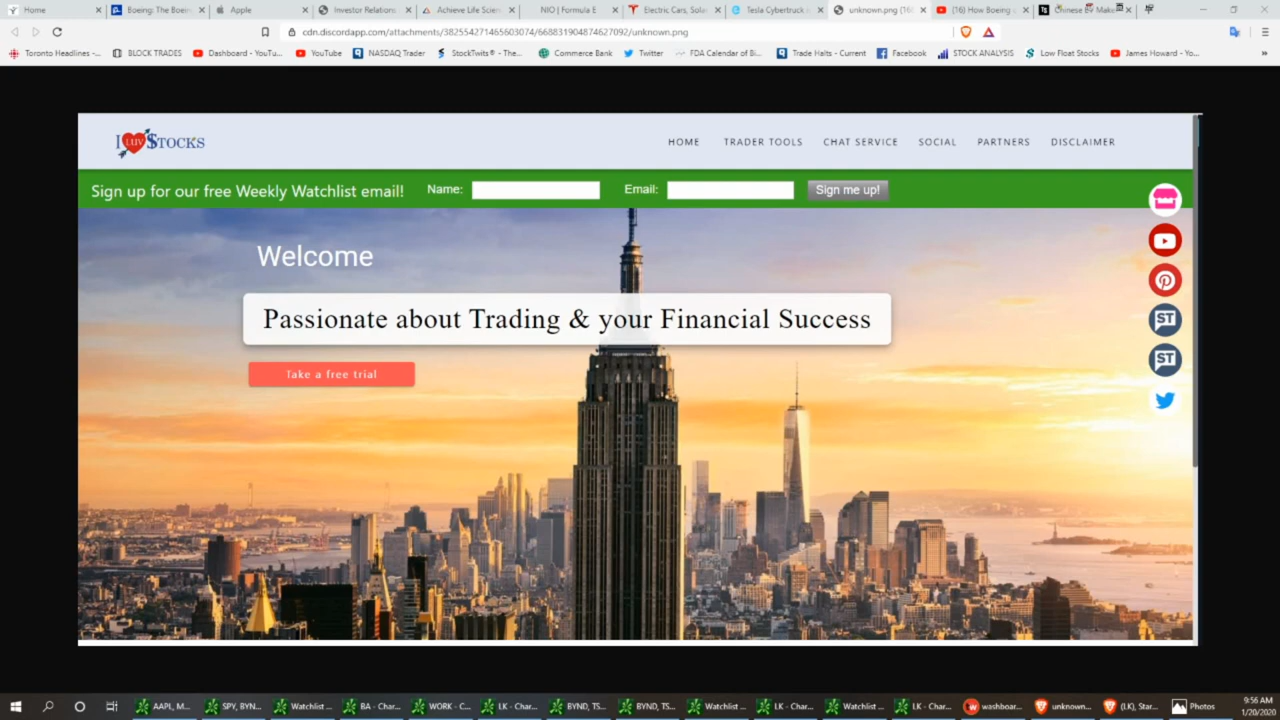 Home
Boeing: The Boein
Apple
Investor Relations
Achieve Life Scien
NIO | Formula E
Electric Cars, Sola
Tesla Cybertruck
unknown.png (16
(16) How Boeing
Chinese EV Make
cdn.discordapp.com/attachments/382554271465603074/668831904874627092/unknown.png
Toronto Headlines -...
BLOCK TRADES
Dashboard - YouTu...
YouTube
NASDAQ Trader
StockTwits® - The...
Commerce Bank
Twitter
FDA Calendar of Bi...
Trade Halts - Current
Facebook
STOCK ANALYSIS
Low Float Stocks
James Howard - Yo...
»
I LUV $TOCKS
HOME
TRADER TOOLS
CHAT SERVICE
SOCIAL
PARTNERS
DISCLAIMER
Sign up for our free Weekly Watchlist email!
Name:
Email:
Sign me up!
Welcome
Passionate about Trading & your Financial Success
Take a free trial
ST
ST
AAPL, M...
SPY, BYN...
Watchlist ...
BA - Char...
WORK - C...
LK - Char...
BYND, TS...
BYND, TS...
Watchlist ...
LK - Char...
Watchlist ...
LK - Char...
washboar...
unknown....
(LK), Star...
Photos
9:56 AM
1/20/2020